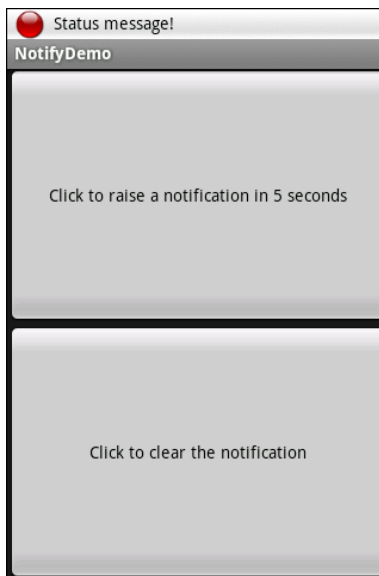 Status message!
NotifyDemo
Click to raise a notification in 5 seconds
Click to clear the notification